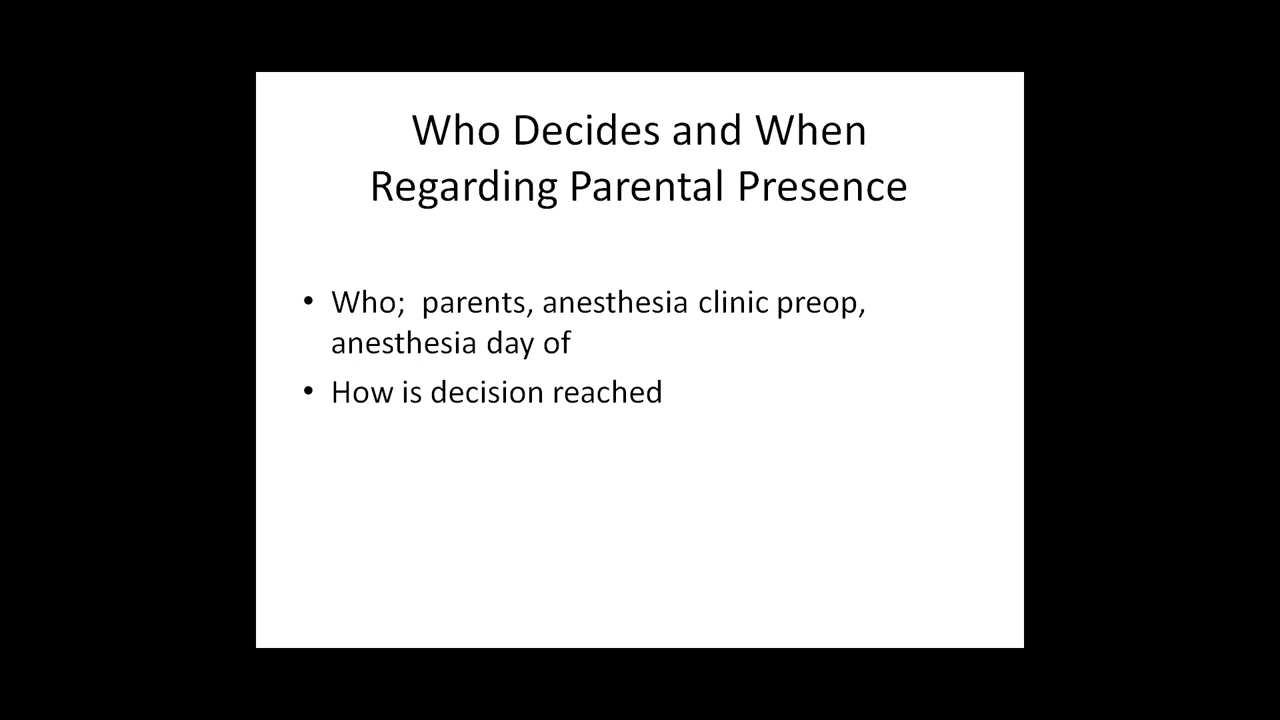 Who Decides and When
Regarding Parental Presence
• Who;  parents, anesthesia clinic preop,
anesthesia day of
• How is decision reached